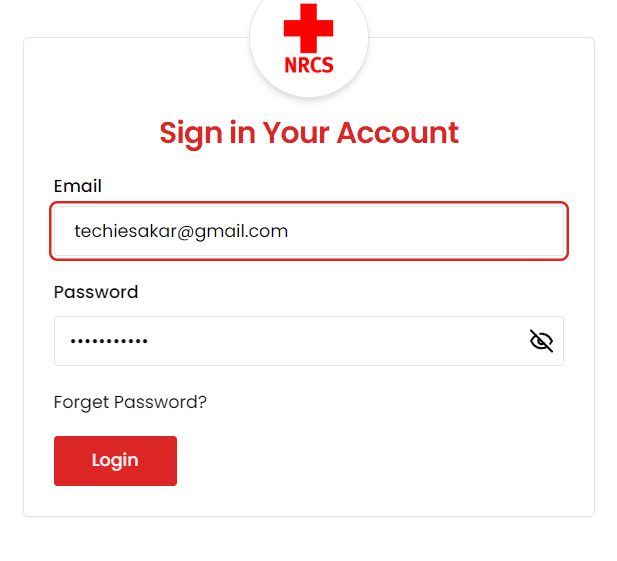 NRCS
Sign in Your Account
Email
techiesakar@gmail.com
Password
•••••••••••
Forget Password?
Login